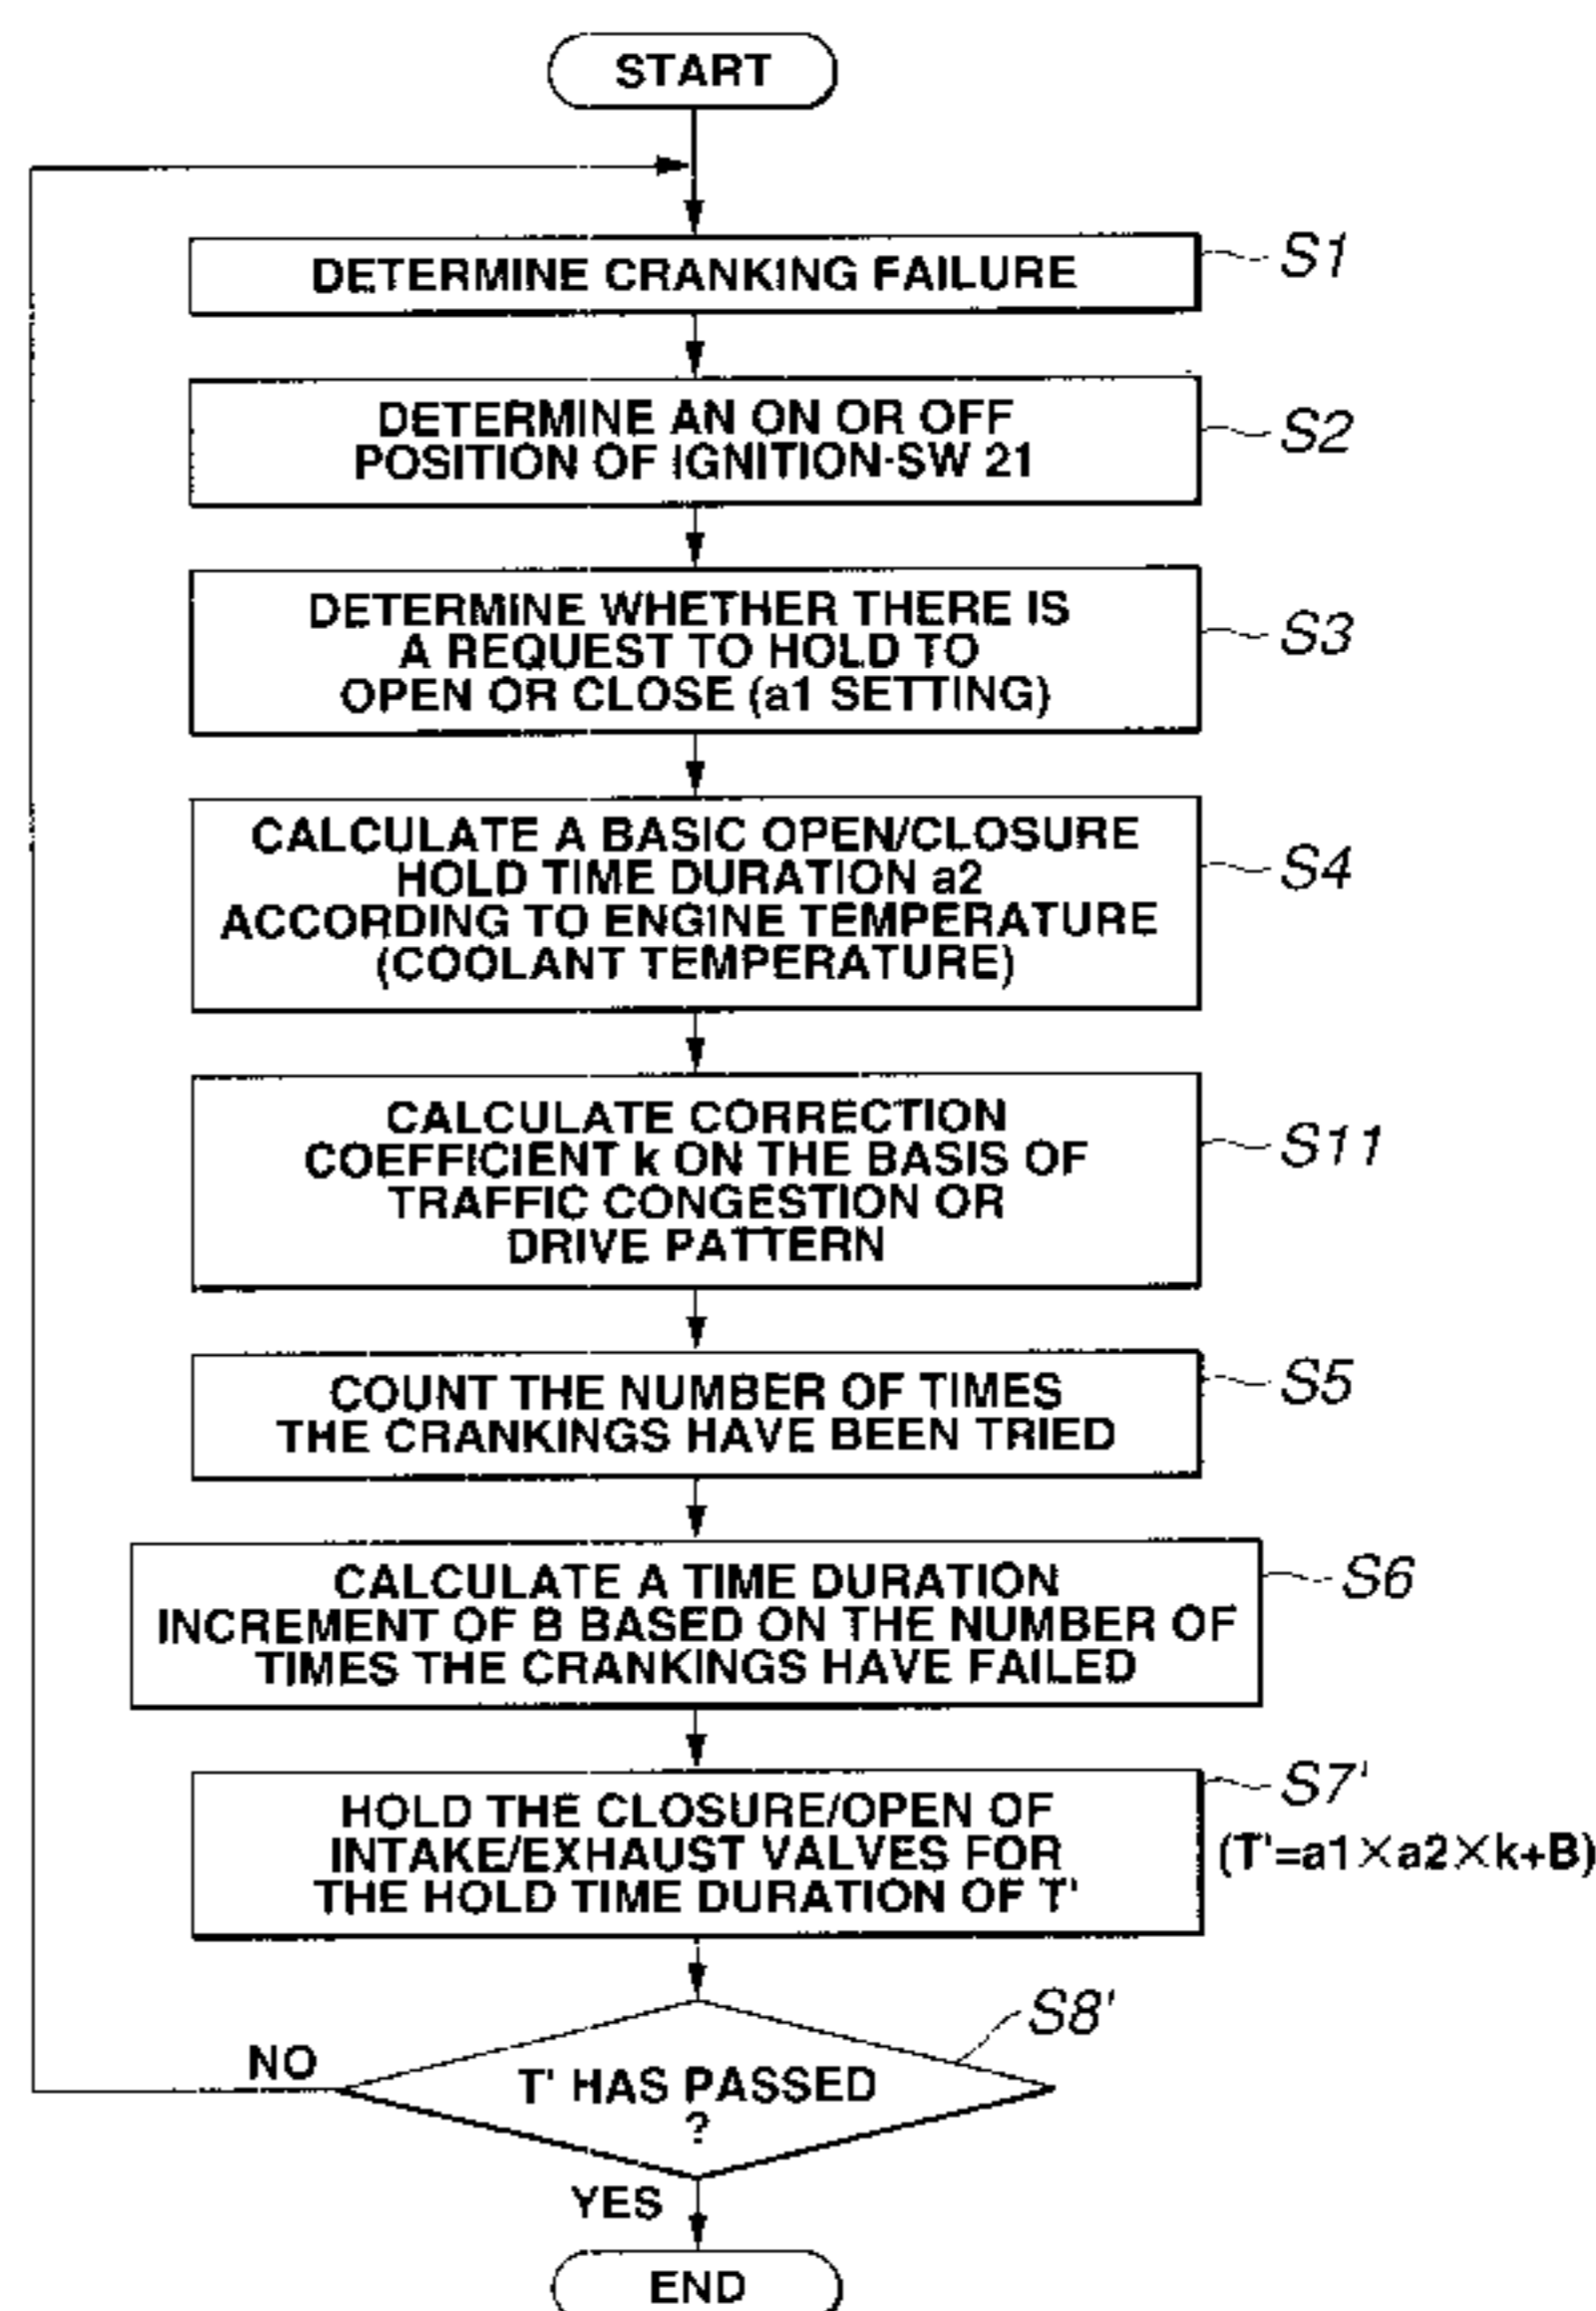 START
DETERMINE CRANKING FAILURE
S1
DETERMINE AN ON OR OFF
POSITION OF IGNITION-SW 21
S2
DETERMINE WHETHER THERE IS
A REQUEST TO HOLD TO
OPEN OR CLOSE (a1 SETTING)
S3
CALCULATE A BASIC OPEN/CLOSURE
HOLD TIME DURATION a2
ACCORDING TO ENGINE TEMPERATURE
(COOLANT TEMPERATURE)
S4
CALCULATE CORRECTION
COEFFICIENT k ON THE BASIS OF
TRAFFIC CONGESTION OR
DRIVE PATTERN
S11
COUNT THE NUMBER OF TIMES
THE CRANKINGS HAVE BEEN TRIED
S5
CALCULATE A TIME DURATION
INCREMENT OF B BASED ON THE NUMBER OF
TIMES THE CRANKINGS HAVE FAILED
S6
HOLD THE CLOSURE/OPEN OF
INTAKE/EXHAUST VALVES FOR
THE HOLD TIME DURATION OF T'
S7'
(T'=a1×a2×k+B)
S8'
NO
T' HAS PASSED
?
YES
END